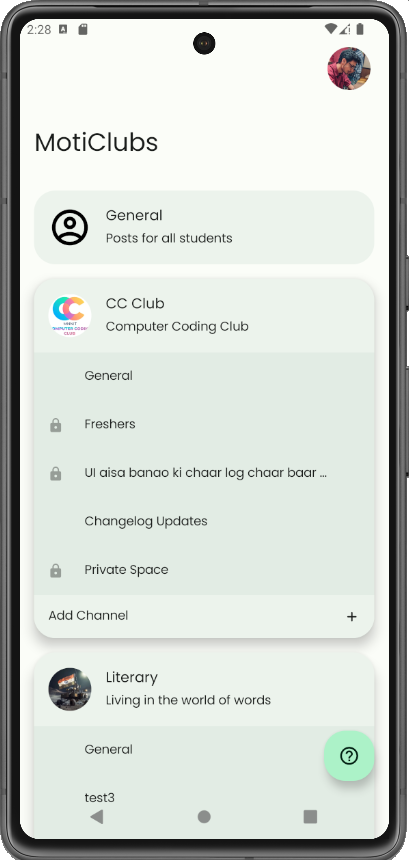 2:28
MotiClubs
General
Posts for all students
CC Club
Computer Coding Club
General
Freshers
UI aisa banao ki chaar log chaar baar ...
Changelog Updates
Private Space
Add Channel +
Literary
Living in the world of words
General
test3